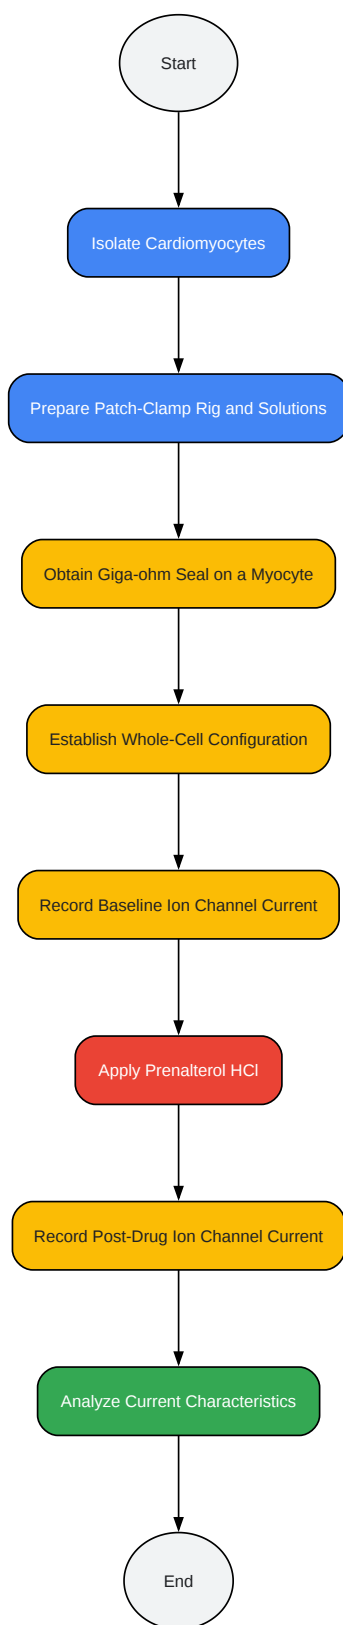 Start
Isolate Cardiomyocytes
Prepare Patch-Clamp Rig and Solutions
Obtain Giga-ohm Seal on a Myocyte
Establish Whole-Cell Configuration
Record Baseline Ion Channel Current
Apply Prenalterol HCl
Record Post-Drug Ion Channel Current
Analyze Current Characteristics
End